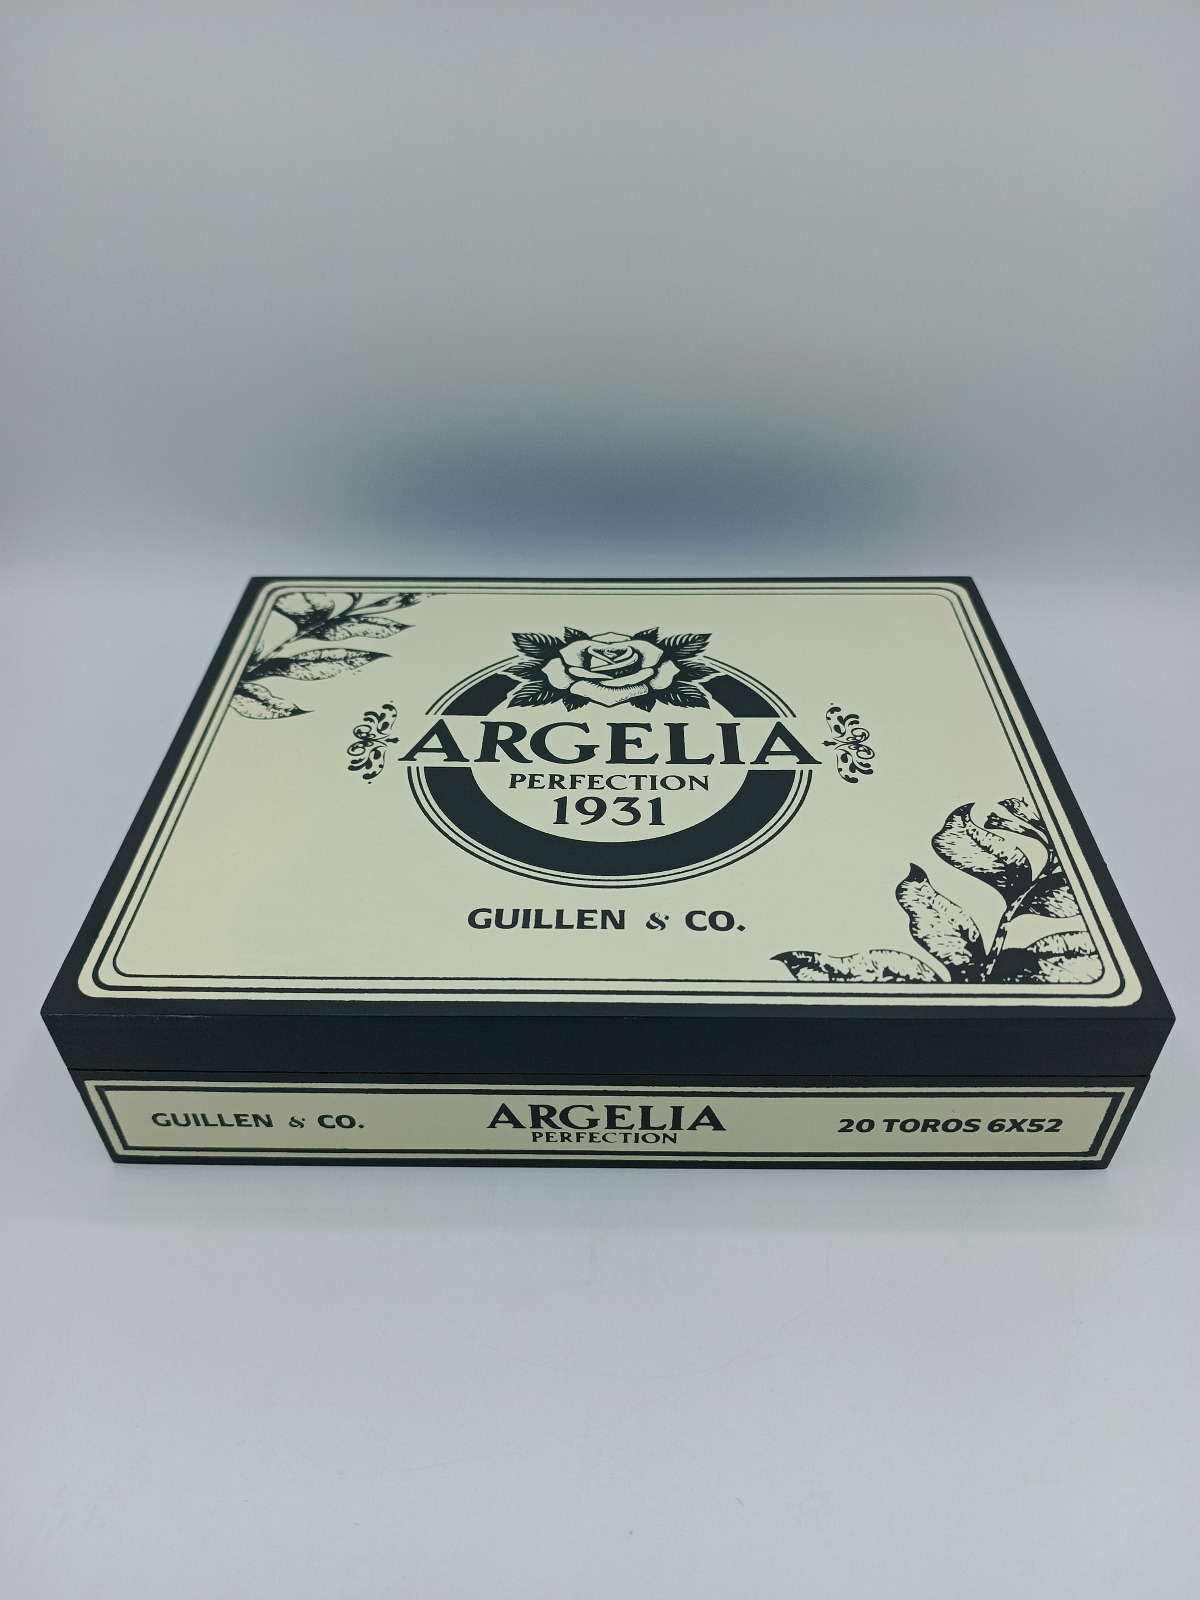 ARGELIA
PERFECTION
1931
GUILLEN & CO.
GUILLEN & CO.
ARGELIA
PERFECTION
20 TOROS 6X52